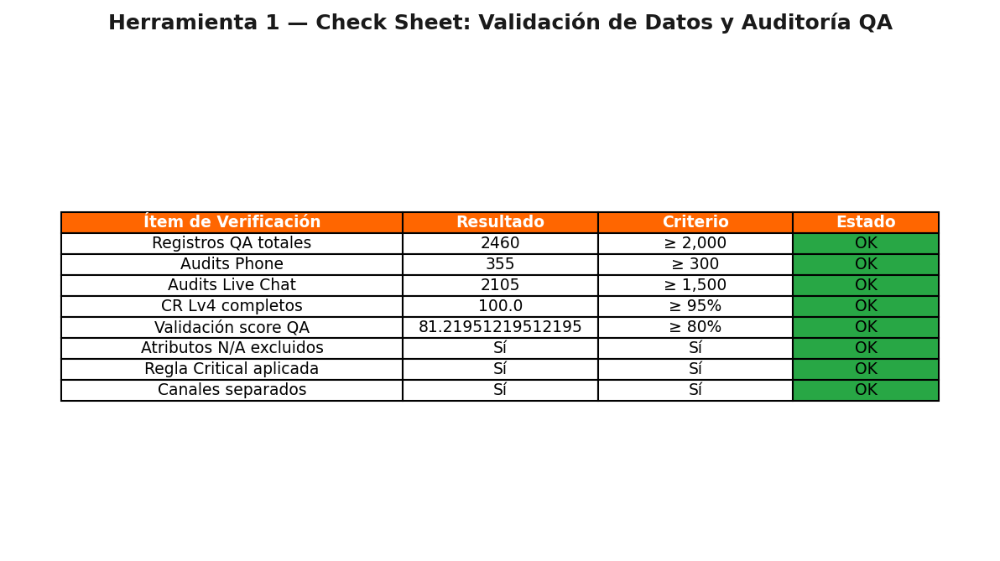 Herramienta 1 — Check Sheet: Validación de Datos y Auditoría QA
Ítem de Verificación Resultado Criterio Estado
Registros QA totales 2460 ≥ 2,000 OK
Audits Phone 355 ≥ 300 OK
Audits Live Chat 2105 ≥ 1,500 OK
CR Lv4 completos 100.0 ≥ 95% OK
Validación score QA 81.21951219512195 ≥ 80% OK
Atributos N/A excluidos Sí Sí OK
Regla Critical aplicada Sí Sí OK
Canales separados Sí Sí OK